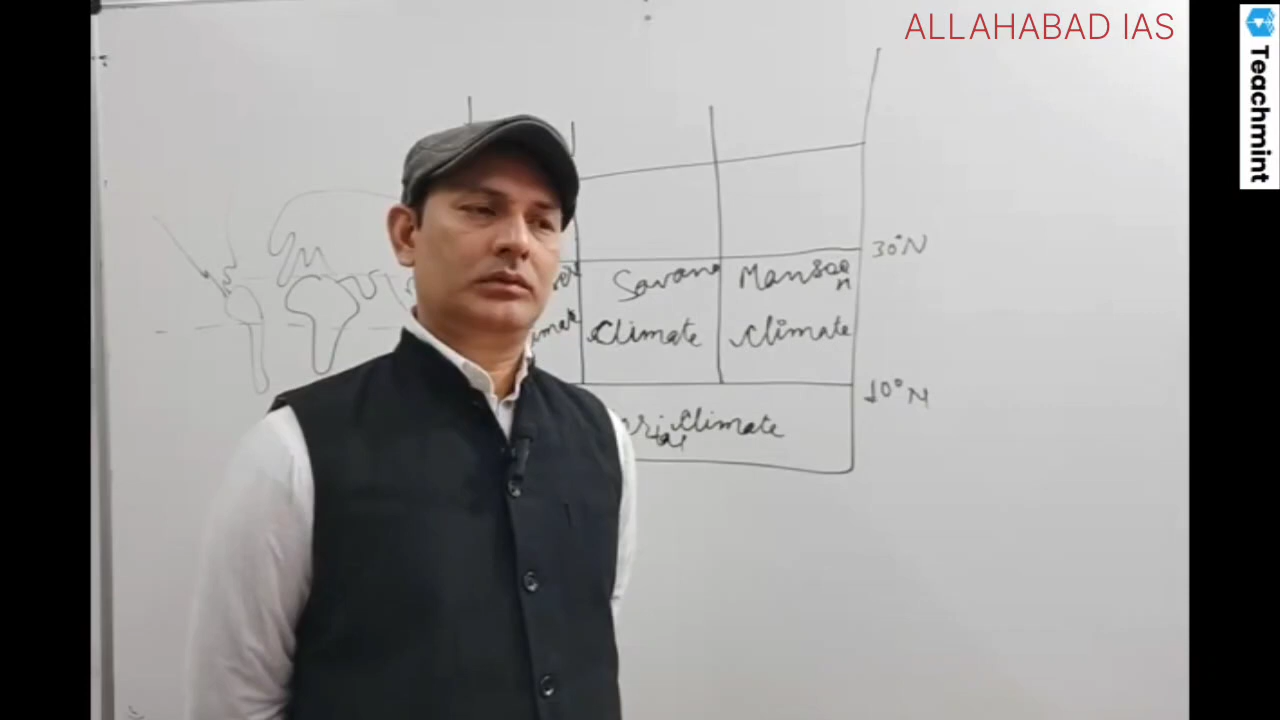 ALLAHABAD IAS
Teachmint
30°N
Savana Mansoon
Climate Climate
10°N
Climate